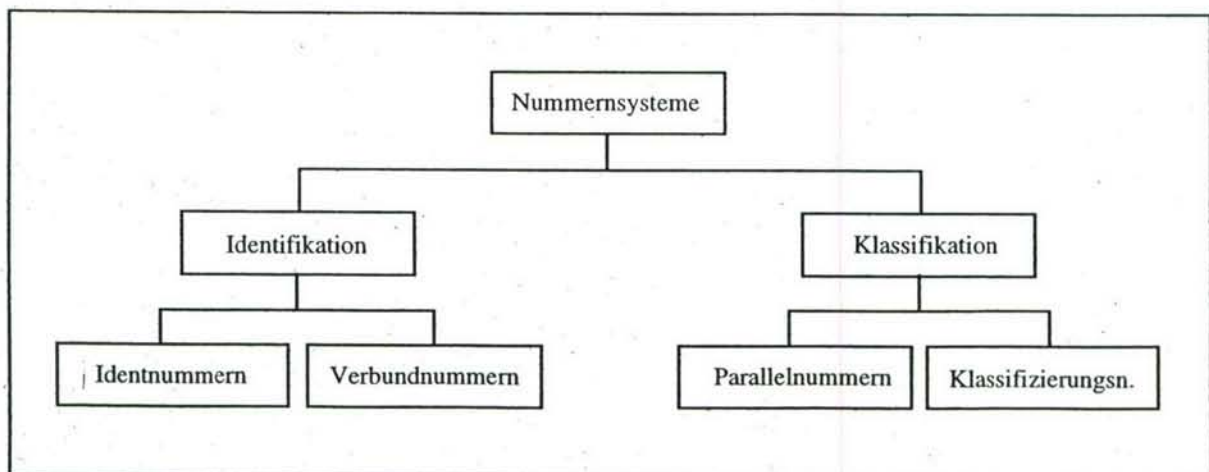 Nummernsysteme
Identifikation
Klassifikation
Identnummern
Verbundnummern
Parallelnummern
Klassifizierungsn.